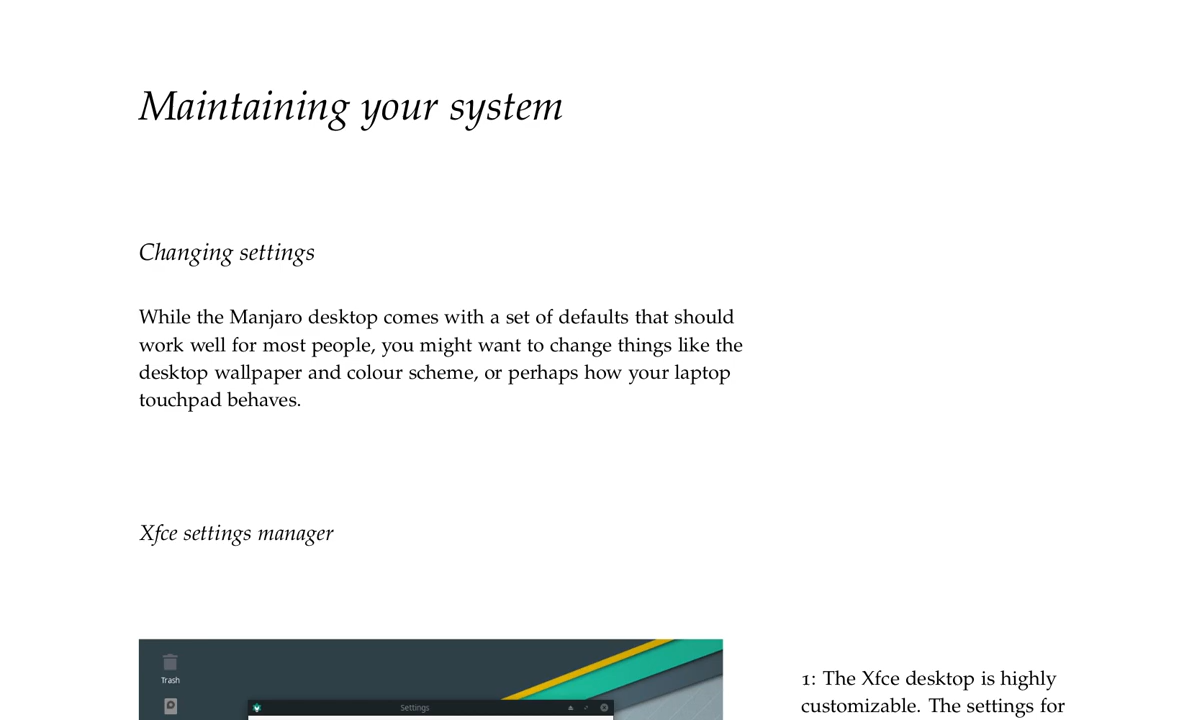 Maintaining your system
Changing settings
While the Manjaro desktop comes with a set of defaults that should
work well for most people, you might want to change things like the
desktop wallpaper and colour scheme, or perhaps how your laptop
touchpad behaves.
Xfce settings manager
Trash
Settings
1: The Xfce desktop is highly
customizable. The settings for